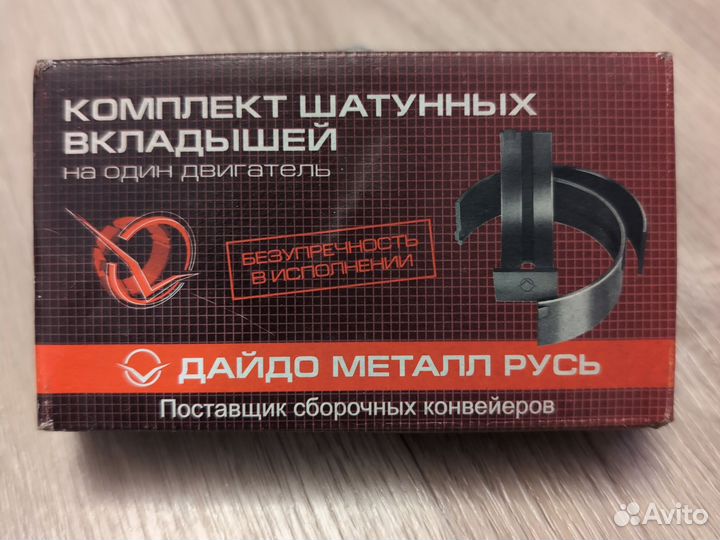 КОМПЛЕКТ ШАТУННЫХ
ВКЛАДЫШЕЙ
на один двигатель
БЕЗУПРЕЧНОСТЬ
В ИСПОЛНЕНИИ
ДАЙДО МЕТАЛЛ РУСЬ
Поставщик сборочных конвейеров
Avito